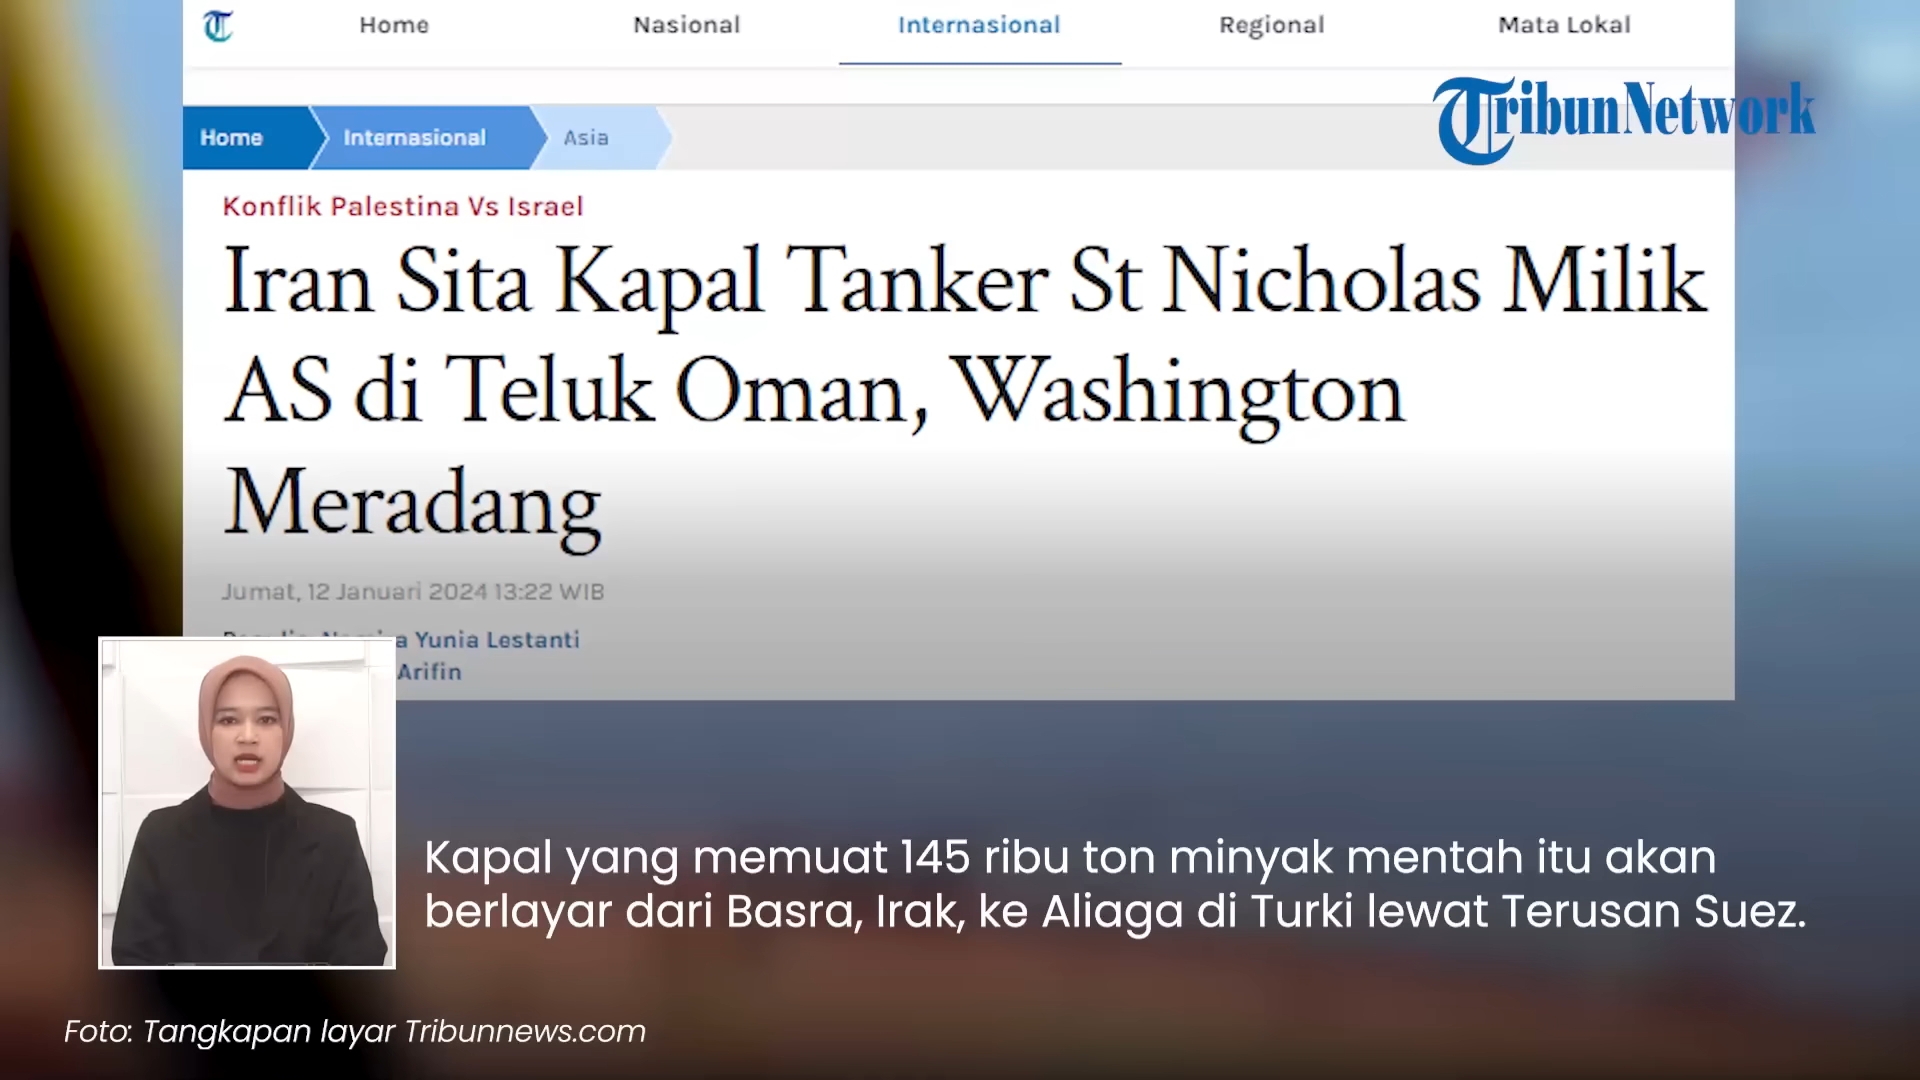 Home Nasional Internasional Regional Mata Lokal
TribunNetwork
Home Internasional Asia
Konflik Palestina Vs Israel
Iran Sita Kapal Tanker St Nicholas Milik
AS di Teluk Oman, Washington
Meradang
Jumat, 12 Januari 2024 13:22 WIB
Yunia Lestanti
Arifin
Kapal yang memuat 145 ribu ton minyak mentah itu akan
berlayar dari Basra, Irak, ke Aliaga di Turki lewat Terusan Suez.
Foto: Tangkapan layar Tribunnews.com